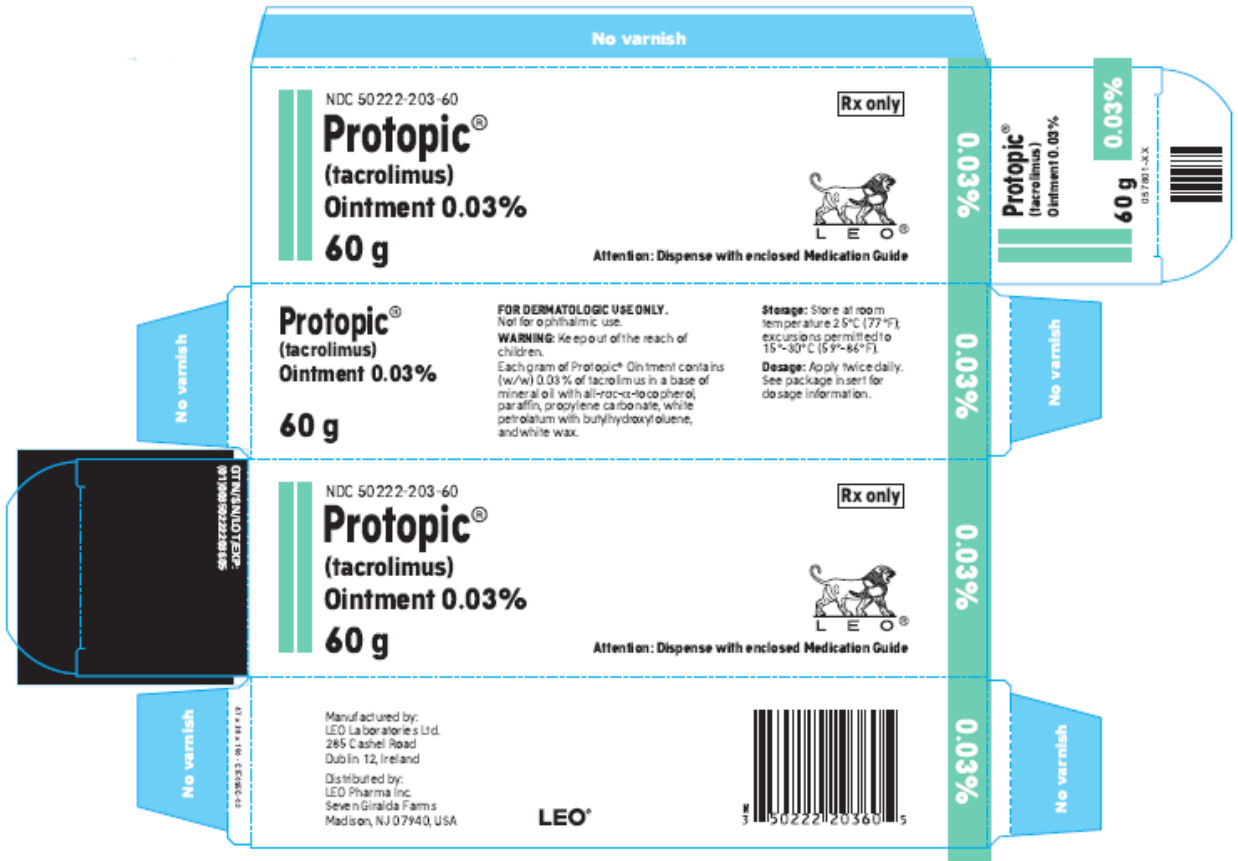 No varnish
NDC 50222-203-60
Protopic®
(tacrolimus)
Ointment 0.03%
60 g
Rx only
LEO®
Attention: Dispense with enclosed Medication Guide
0.03%
Protopic®
(tacrolimus)
Ointment 0.03%
60 g
0.03%
057801-XX
No varnish
Protopic®
(tacrolimus)
Ointment 0.03%
60 g
FOR DERMATOLOGIC USE ONLY.
Not for ophthalmic use.
WARNING: Keep out of the reach of
children.
Each gram of Protopic® Ointment contains
(w/w) 0.03% of tacrolimus in a base of
mineral oil with all-rac-α-tocopherol,
paraffin, propylene carbonate, white
petrolatum with butylhydroxytoluene,
and white wax.
Storage: Store at room
temperature 25°C (77°F);
excursions permitted to
15°-30°C (59°-86°F).
Dosage: Apply twice daily.
See package insert for
dosage information.
0.03%
No varnish
GTIN/SN/LOT/EXP:
NDC 50222-203-60
Protopic®
(tacrolimus)
Ointment 0.03%
60 g
Rx only
LEO®
Attention: Dispense with enclosed Medication Guide
0.03%
No varnish
Manufactured by:
LEO Laboratories Ltd.
285 Cashel Road
Dublin 12, Ireland
Distributed by:
LEO Pharma Inc.
Seven Giralda Farms
Madison, NJ 07940, USA
LEO®
N
3 50222 20360 5
0.03%
No varnish